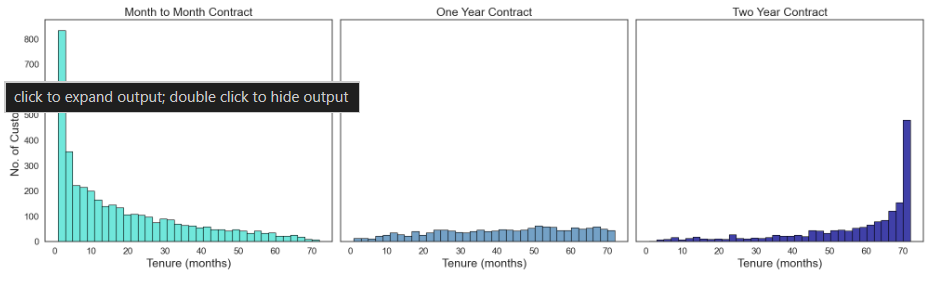 Month to Month Contract
One Year Contract
Two Year Contract
800
700
click to expand output; double click to hide output
500
400
300
200
100
0
No. of Custo
0 10 20 30 40 50 60 70
0 10 20 30 40 50 60 70
0 10 20 30 40 50 60 70
Tenure (months)
Tenure (months)
Tenure (months)